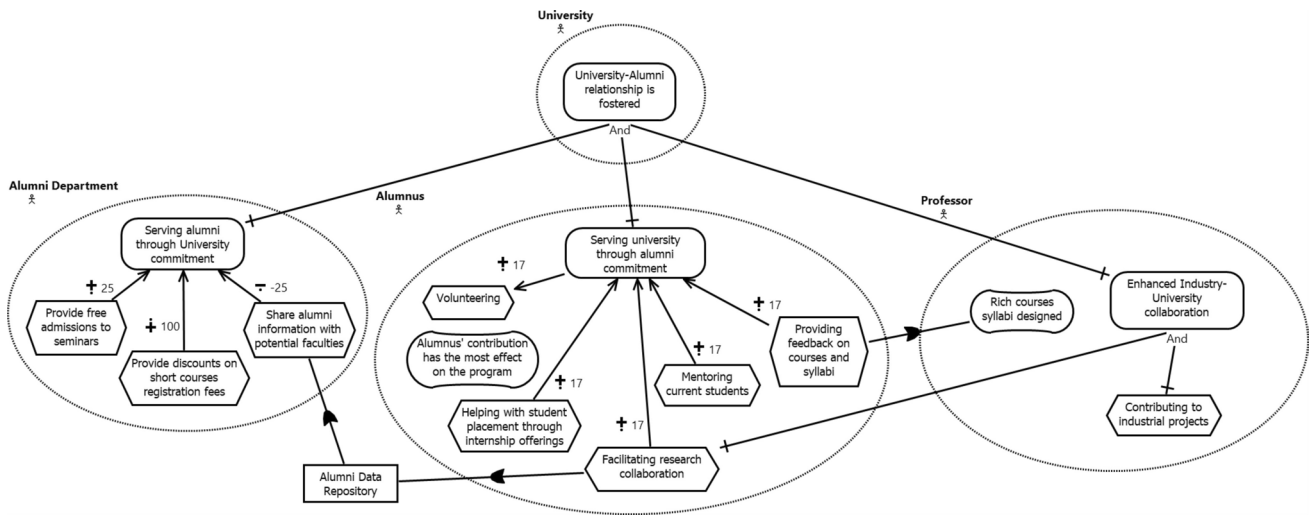 University
University-Alumni
relationship is
fostered
And
Alumni Department
Serving alumni
through University
commitment
25
100
-25
Provide free
admissions to
seminars
Provide discounts on
short courses
registration fees
Share alumni
information with
potential faculties
Alumni Data
Repository
Alumnus
Serving university
through alumni
commitment
17
Volunteering
Alumnus' contribution
has the most effect
on the program
17
Helping with student
placement through
internship offerings
17
Facilitating research
collaboration
17
Mentoring
current students
17
Providing
feedback on
courses and
syllabi
Professor
Rich courses
syllabi designed
Enhanced Industry-
University
collaboration
And
Contributing to
industrial projects